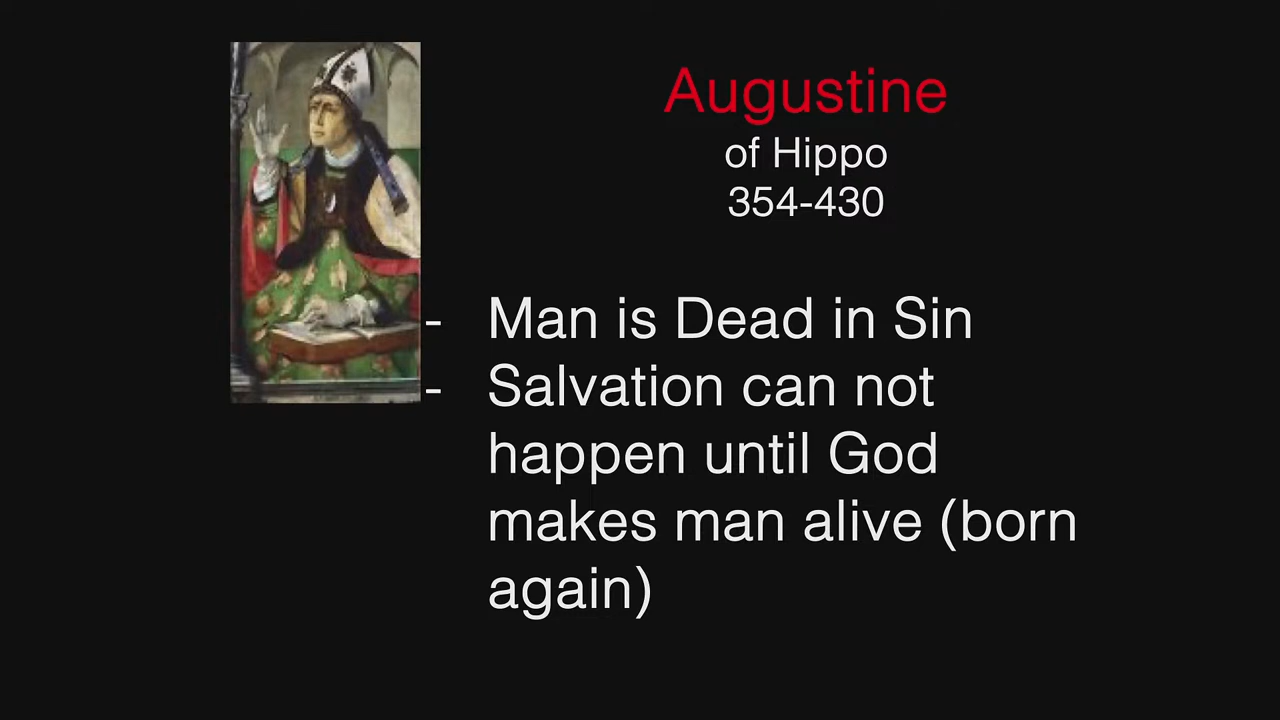 Augustine
of Hippo
354-430
- Man is Dead in Sin
- Salvation can not
happen until God
makes man alive (born
again)